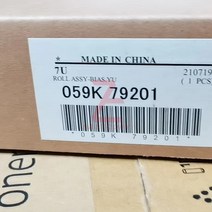 * MADE IN CHINA
7U 210719
ROLL ASSY-BIAS,YU ( 1 PCS
059K 79201
*059K 79201*
one